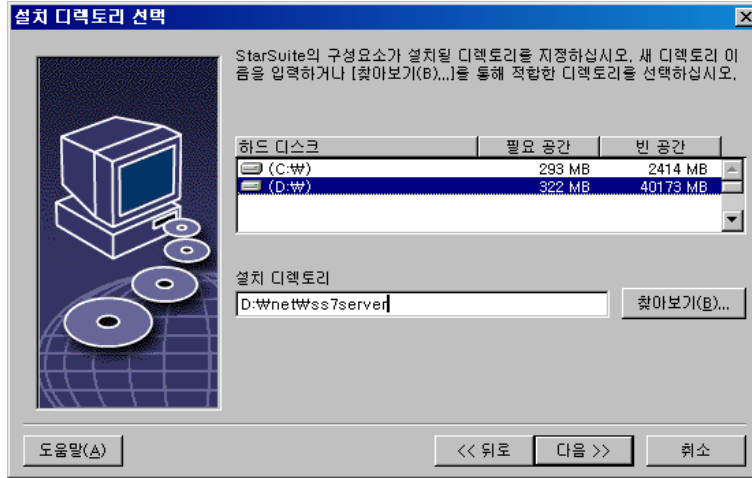 설치 디렉토리 선택
StarSuite의 구성요소가 설치될 디렉토리를 지정하십시오. 새 디렉토리 이
름을 입력하거나 [찾아보기(B)...]를 통해 적합한 디렉토리를 선택하십시오.
하드 디스크 필요 공간 빈 공간
(C:₩) 293 MB 2414 MB
(D:₩) 322 MB 40173 MB
설치 디렉토리
D:₩net₩ss7server
찾아보기(B)...
도움말(A) << 뒤로 다음 >> 취소